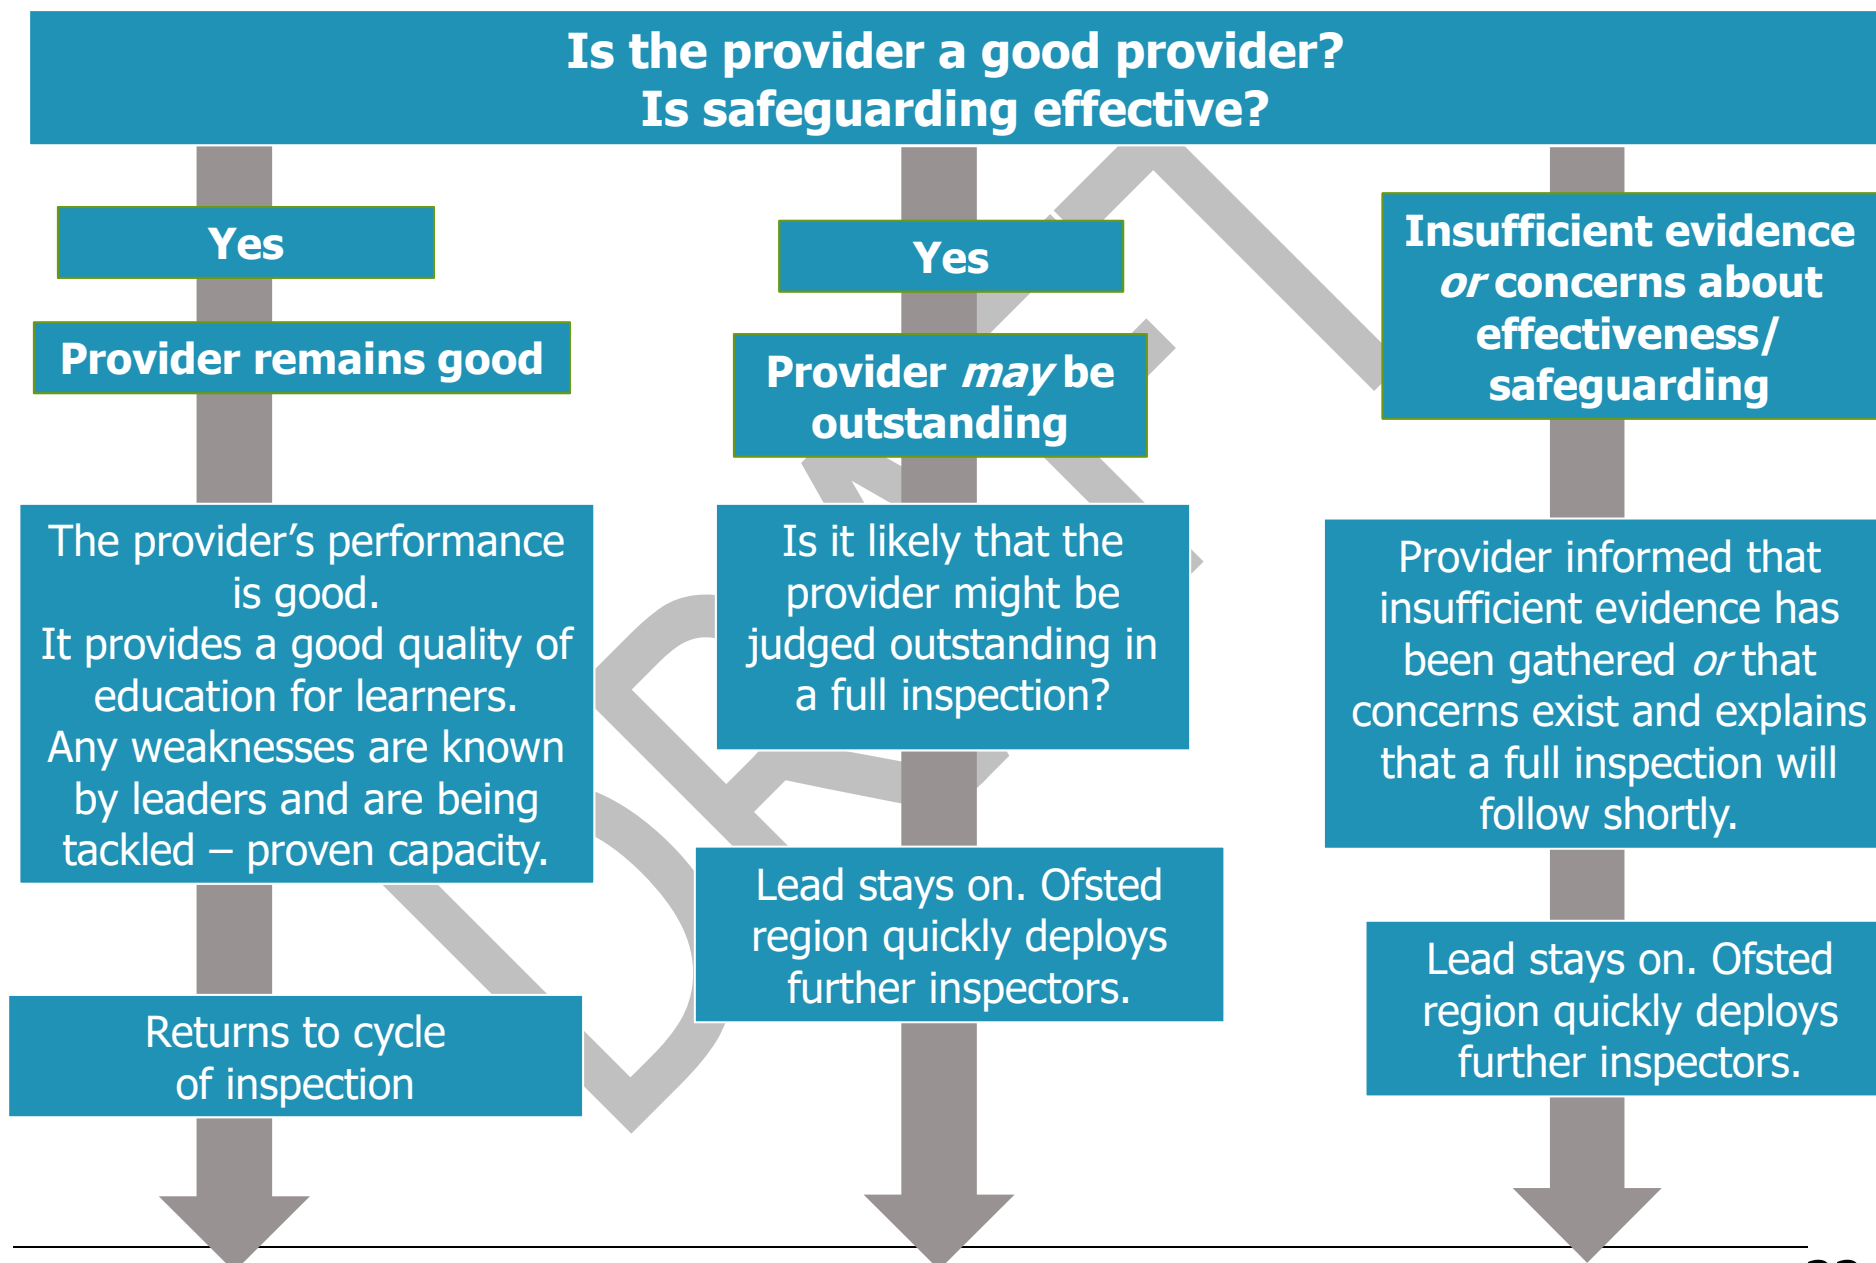 Is the provider a good provider?
Is safeguarding effective?
Yes
Provider remains good
The provider’s performance
is good.
It provides a good quality of
education for learners.
Any weaknesses are known
by leaders and are being
tackled – proven capacity.
Returns to cycle
of inspection
Yes
Provider may be
outstanding
Is it likely that the
provider might be
judged outstanding in
a full inspection?
Lead stays on. Ofsted
region quickly deploys
further inspectors.
Insufficient evidence
or concerns about
effectiveness/
safeguarding
Provider informed that
insufficient evidence has
been gathered or that
concerns exist and explains
that a full inspection will
follow shortly.
Lead stays on. Ofsted
region quickly deploys
further inspectors.